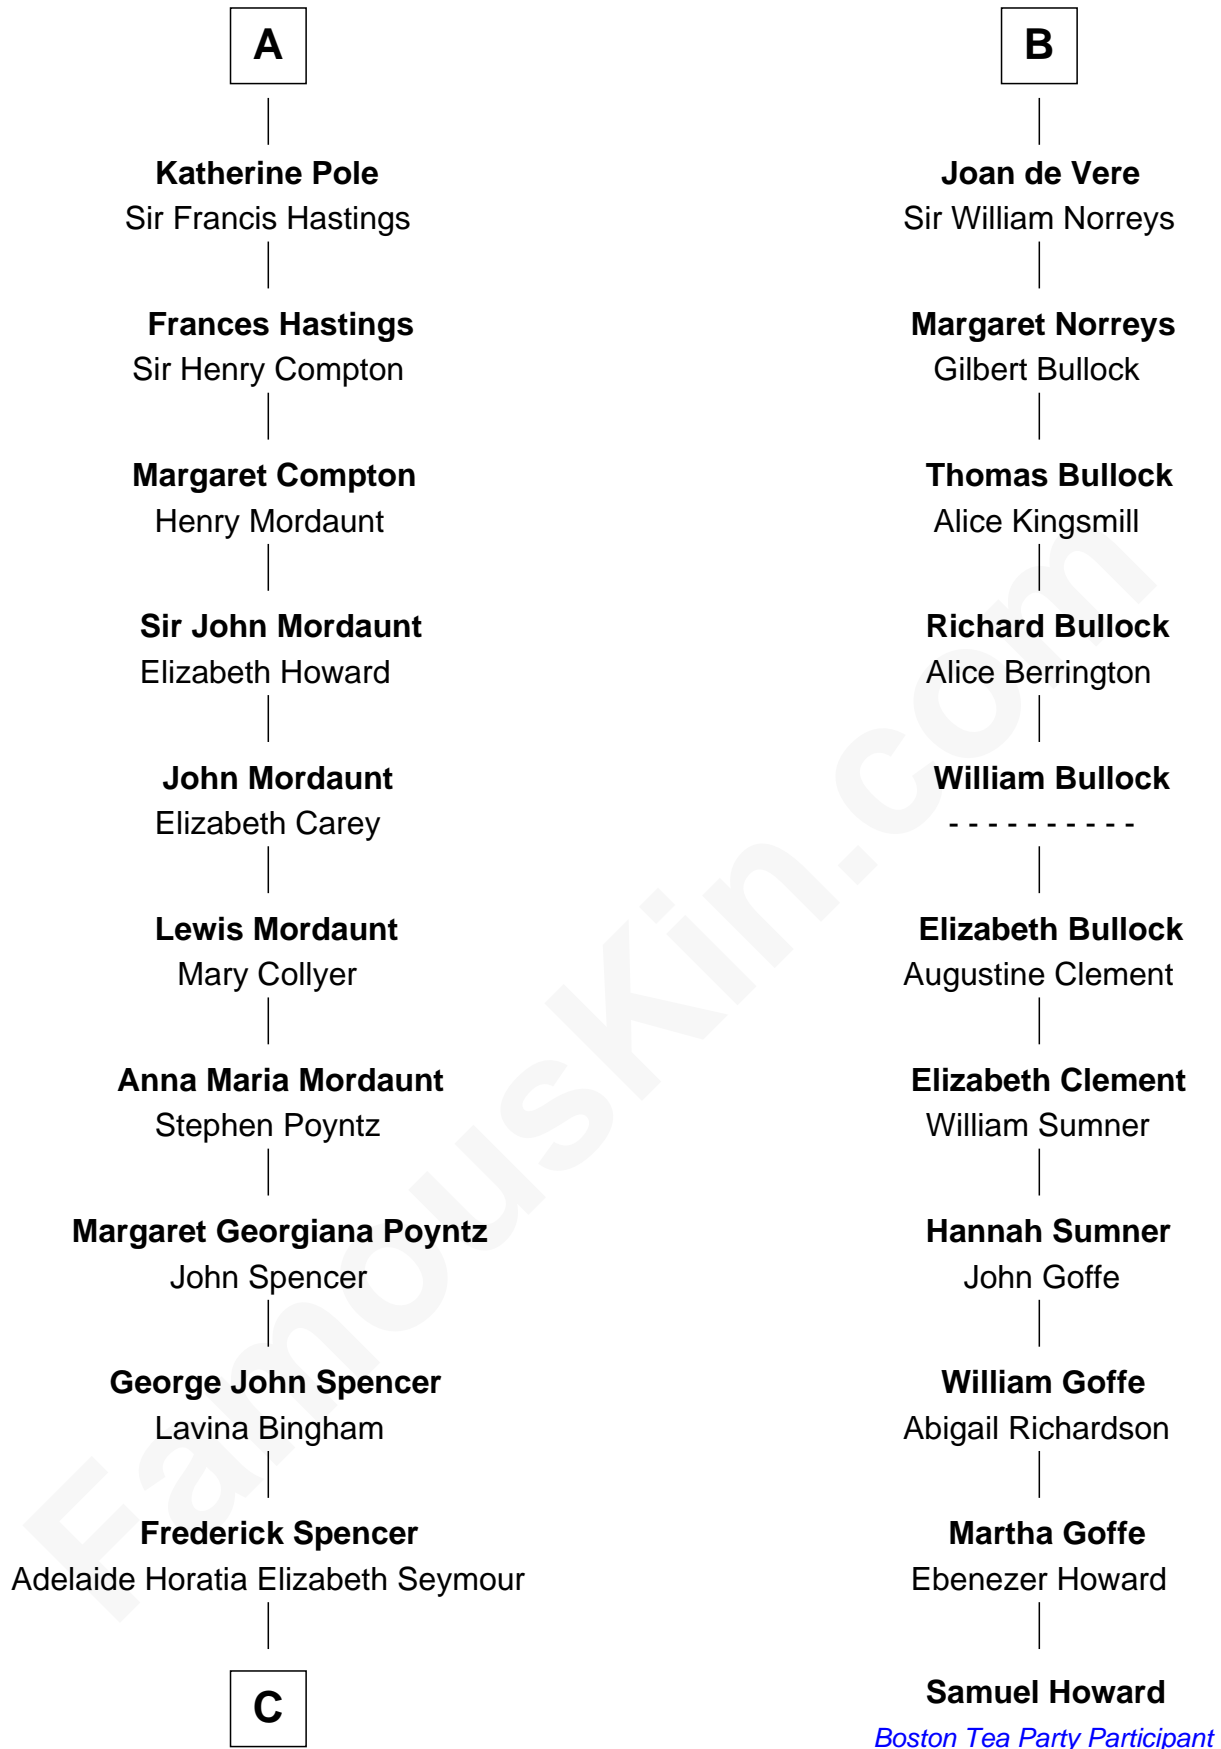 A
Katherine Pole
Sir Francis Hastings
Frances Hastings
Sir Henry Compton
Margaret Compton
Henry Mordaunt
Sir John Mordaunt
Elizabeth Howard
John Mordaunt
Elizabeth Carey
Lewis Mordaunt
Mary Collyer
Anna Maria Mordaunt
Stephen Poyntz
Margaret Georgiana Poyntz
John Spencer
George John Spencer
Lavina Bingham
Frederick Spencer
Adelaide Horatia Elizabeth Seymour
C
B
Joan de Vere
Sir William Norreys
Margaret Norreys
Gilbert Bullock
Thomas Bullock
Alice Kingsmill
Richard Bullock
Alice Berrington
William Bullock
- - - - - - - - - -
Elizabeth Bullock
Augustine Clement
Elizabeth Clement
William Sumner
Hannah Sumner
John Goffe
William Goffe
Abigail Richardson
Martha Goffe
Ebenezer Howard
Samuel Howard
Boston Tea Party Participant
FamousKin.com